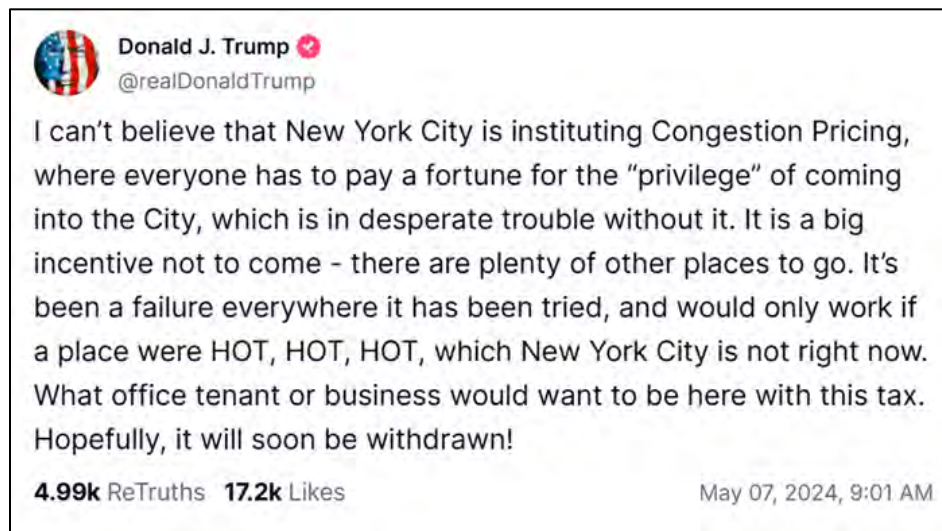 Donald J. Trump
@realDonaldTrump
I can’t believe that New York City is instituting Congestion Pricing,
where everyone has to pay a fortune for the “privilege” of coming
into the City, which is in desperate trouble without it. It is a big
incentive not to come - there are plenty of other places to go. It’s
been a failure everywhere it has been tried, and would only work if
a place were HOT, HOT, HOT, which New York City is not right now.
What office tenant or business would want to be here with this tax.
Hopefully, it will soon be withdrawn!
4.99k ReTruths 17.2k Likes May 07, 2024, 9:01 AM